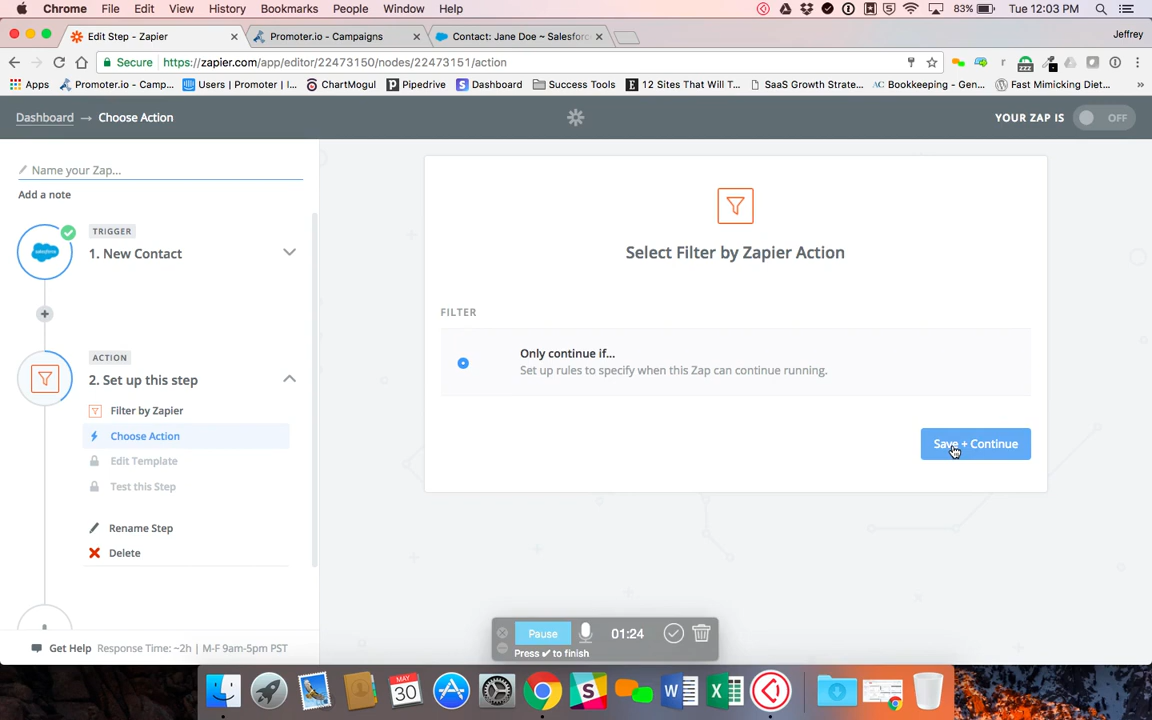 Chrome File Edit View History Bookmarks People Window Help 83% Tue 12:03 PM
Edit Step - Zapier Promoter.io - Campaigns Contact: Jane Doe ~ Salesforc Jeffrey
Secure https://zapier.com/app/editor/22473150/nodes/22473151/action
Apps Promoter.io - Camp... Users | Promoter | I... ChartMogul Pipedrive Dashboard Success Tools 12 Sites That Will T... SaaS Growth Strate... Bookkeeping - Gen... Fast Mimicking Diet... »
Dashboard → Choose Action YOUR ZAP IS OFF
Name your Zap...
Add a note
TRIGGER
1. New Contact
ACTION
2. Set up this step
Filter by Zapier
Choose Action
Edit Template
Test this Step
Rename Step
Delete
Get Help Response Time: ~2h | M-F 9am-5pm PST
Select Filter by Zapier Action
FILTER
Only continue if...
Set up rules to specify when this Zap can continue running.
Save + Continue
Pause 01:24
Press ✔ to finish
MAY
30